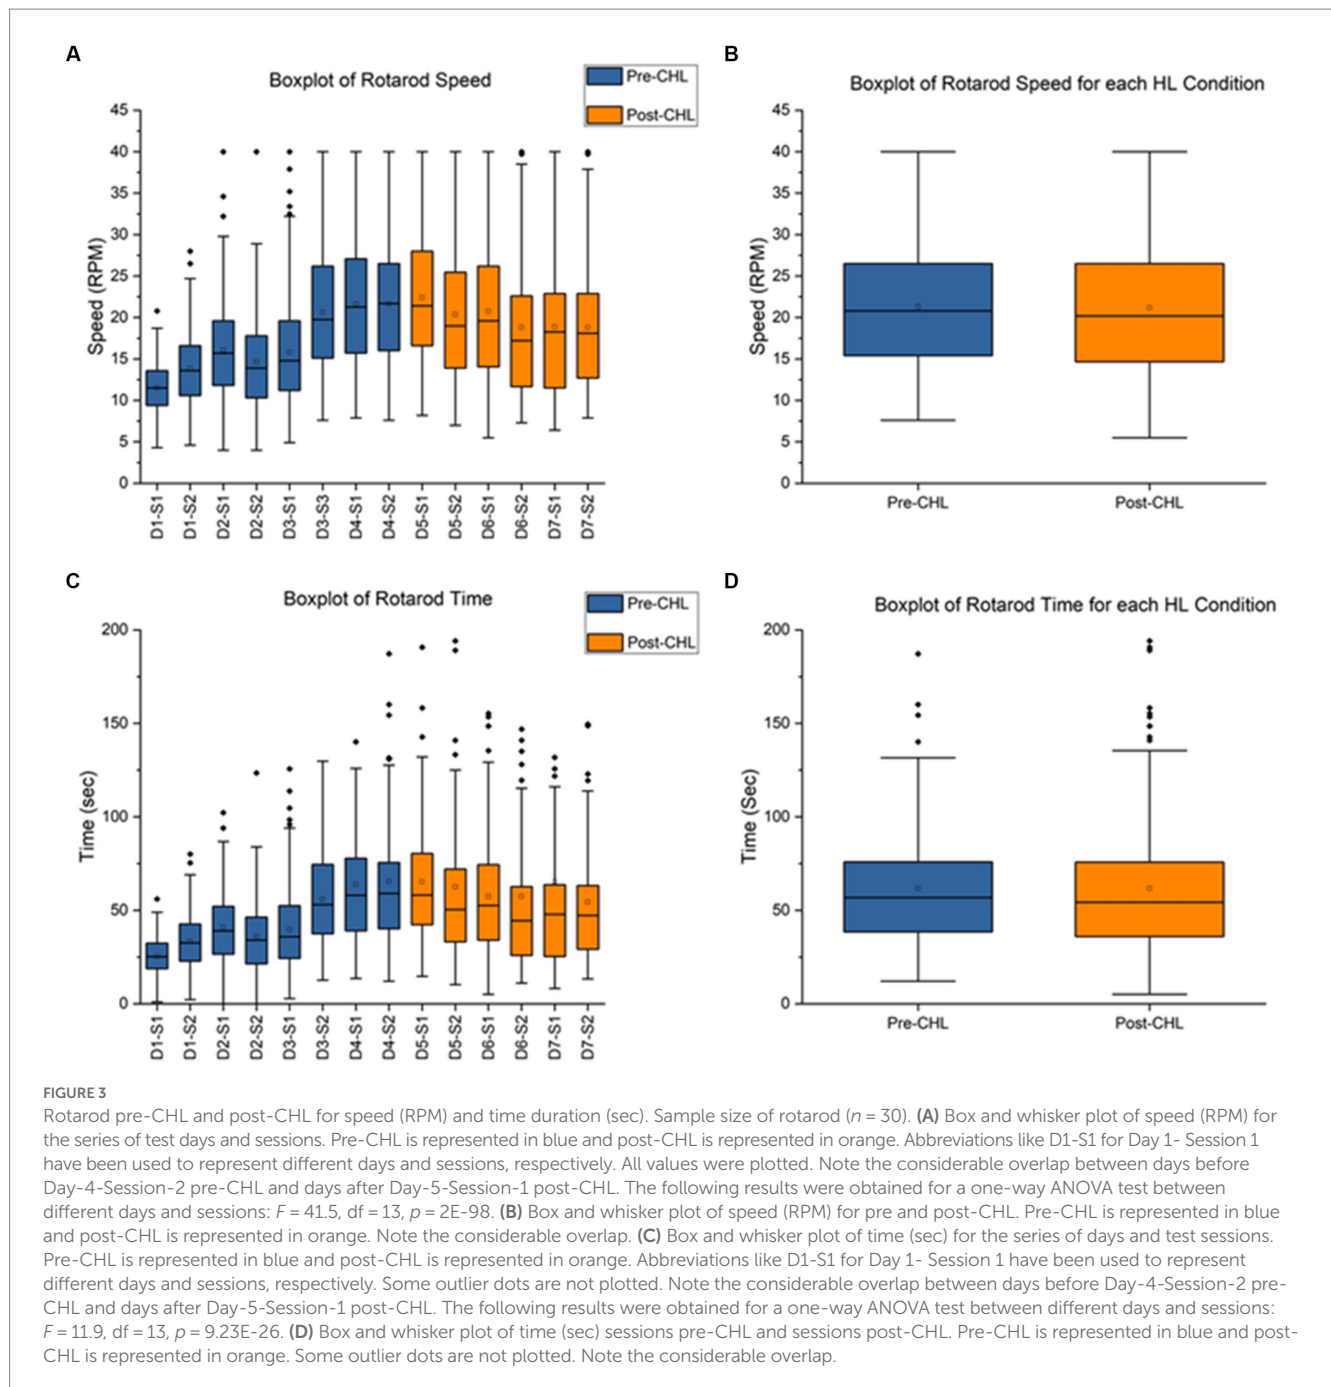 A
Boxplot of Rotarod Speed
Pre-CHL
Post-CHL
45
40
35
30
25
20
15
10
5
0
Speed (RPM)
D1-S1
D1-S2
D2-S1
D2-S2
D3-S1
D3-S3
D4-S1
D4-S2
D5-S1
D5-S2
D6-S1
D6-S2
D7-S1
D7-S2
B
Boxplot of Rotarod Speed for each HL Condition
45
40
35
30
25
20
15
10
5
0
Speed (RPM)
Pre-CHL
Post-CHL
C
Boxplot of Rotarod Time
Pre-CHL
Post-CHL
200
150
100
50
0
Time (sec)
D1-S1
D1-S2
D2-S1
D2-S2
D3-S1
D3-S2
D4-S1
D4-S2
D5-S1
D5-S2
D6-S1
D6-S2
D7-S1
D7-S2
D
Boxplot of Rotarod Time for each HL Condition
200
150
100
50
0
Time (Sec)
Pre-CHL
Post-CHL
FIGURE 3
Rotarod pre-CHL and post-CHL for speed (RPM) and time duration (sec). Sample size of rotarod (n = 30). (A) Box and whisker plot of speed (RPM) for
the series of test days and sessions. Pre-CHL is represented in blue and post-CHL is represented in orange. Abbreviations like D1-S1 for Day 1- Session 1
have been used to represent different days and sessions, respectively. All values were plotted. Note the considerable overlap between days before
Day-4-Session-2 pre-CHL and days after Day-5-Session-1 post-CHL. The following results were obtained for a one-way ANOVA test between
different days and sessions: F = 41.5, df = 13, p = 2E-98. (B) Box and whisker plot of speed (RPM) for pre and post-CHL. Pre-CHL is represented in blue
and post-CHL is represented in orange. Note the considerable overlap. (C) Box and whisker plot of time (sec) for the series of days and test sessions.
Pre-CHL is represented in blue and post-CHL is represented in orange. Abbreviations like D1-S1 for Day 1- Session 1 have been used to represent
different days and sessions, respectively. Some outlier dots are not plotted. Note the considerable overlap between days before Day-4-Session-2 pre-
CHL and days after Day-5-Session-1 post-CHL. The following results were obtained for a one-way ANOVA test between different days and sessions:
F = 11.9, df = 13, p = 9.23E-26. (D) Box and whisker plot of time (sec) sessions pre-CHL and sessions post-CHL. Pre-CHL is represented in blue and post-
CHL is represented in orange. Some outlier dots are not plotted. Note the considerable overlap.